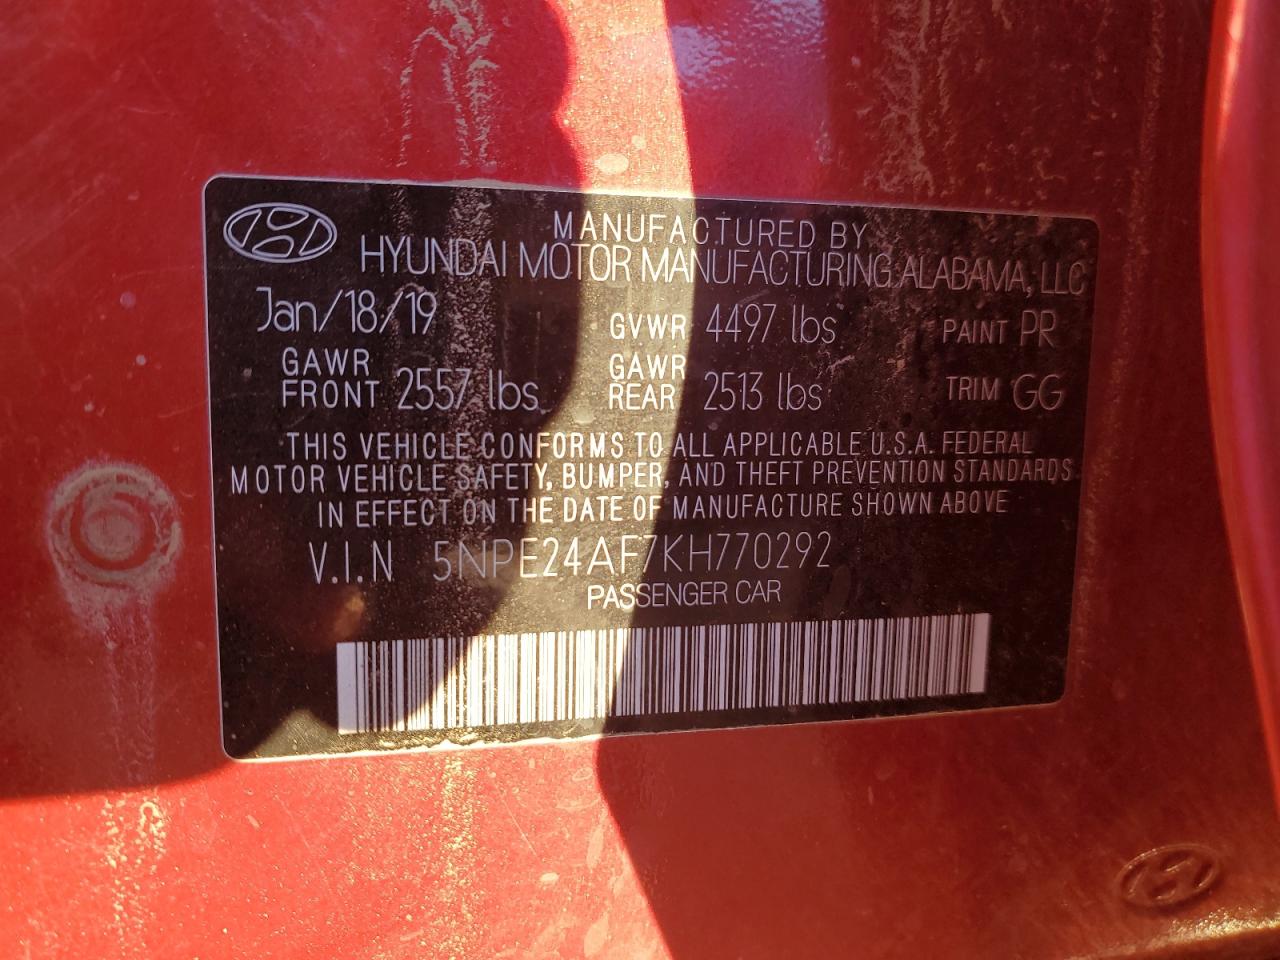 MANUFACTURED BY
HYUNDAI MOTOR MANUFACTURING ALABAMA, LLC
Jan/18/19 GVWR 4497 lbs PAINT PR
GAWR FRONT 2557 lbs GAWR REAR 2513 lbs TRIM GG
THIS VEHICLE CONFORMS TO ALL APPLICABLE U.S.A. FEDERAL
MOTOR VEHICLE SAFETY, BUMPER, AND THEFT PREVENTION STANDARDS
IN EFFECT ON THE DATE OF MANUFACTURE SHOWN ABOVE
V.I.N 5NPE24AF7KH770292
PASSENGER CAR